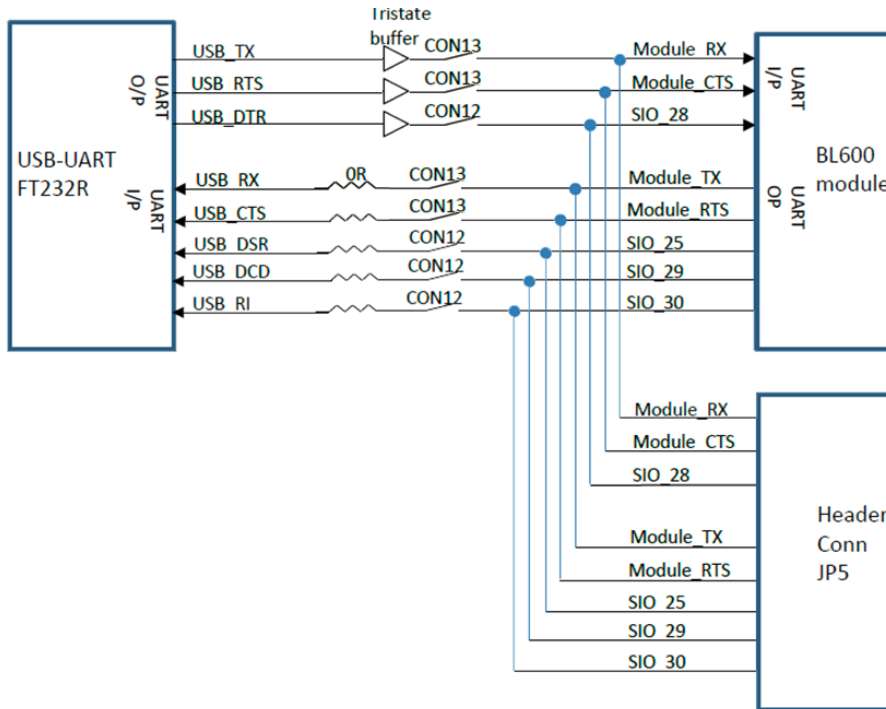 Tristate
buffer
USB_TX
CON13
Module_RX
USB_RTS
CON13
Module_CTS
USB_DTR
CON12
SIO_28
UART
O/P
UART
I/P
USB-UART
FT232R
BL600
module
USB_RX
0R
CON13
Module_TX
USB_CTS
CON13
Module_RTS
USB_DSR
CON12
SIO_25
USB_DCD
CON12
SIO_29
USB_RI
CON12
SIO_30
UART
I/P
UART
OP
Module_RX
Module_CTS
SIO_28
Module_TX
Module_RTS
SIO_25
SIO_29
SIO_30
Header
Conn
JP5